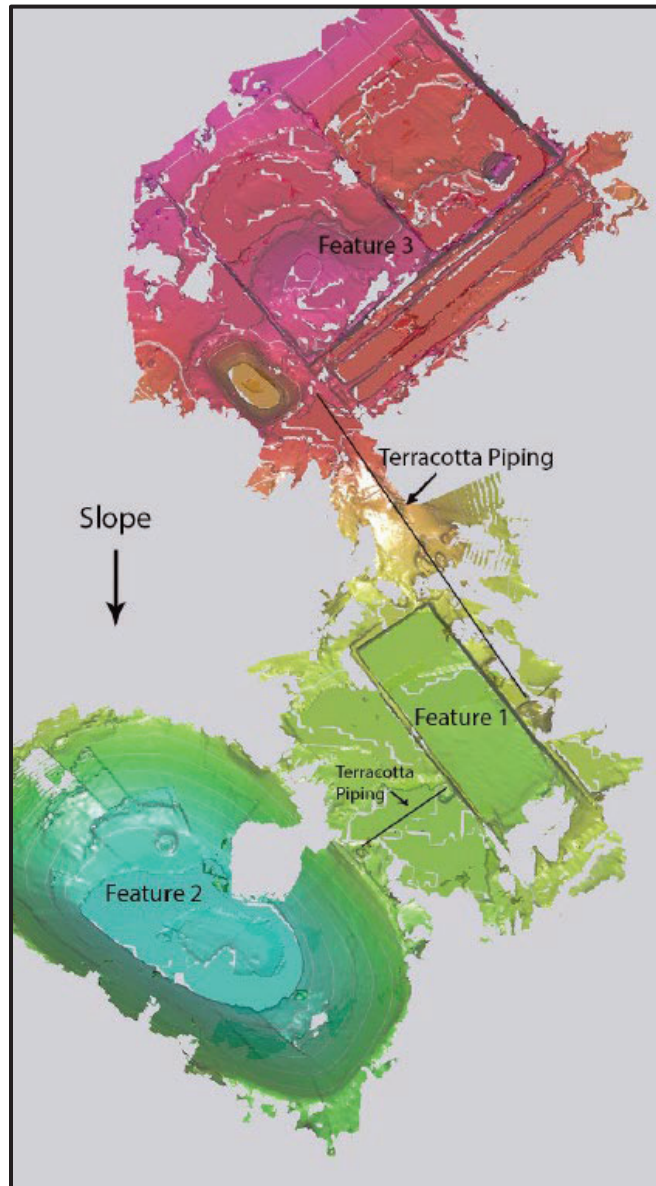 Feature 3
Terracotta Piping
Slope
Feature 1
Terracotta
Piping
Feature 2